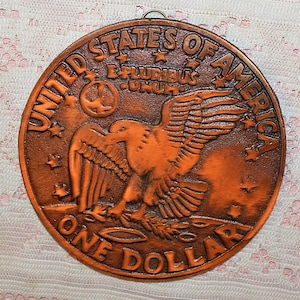 UNITED STATES OF AMERICA
E PLURIBUS
UNUM
ONE DOLLAR